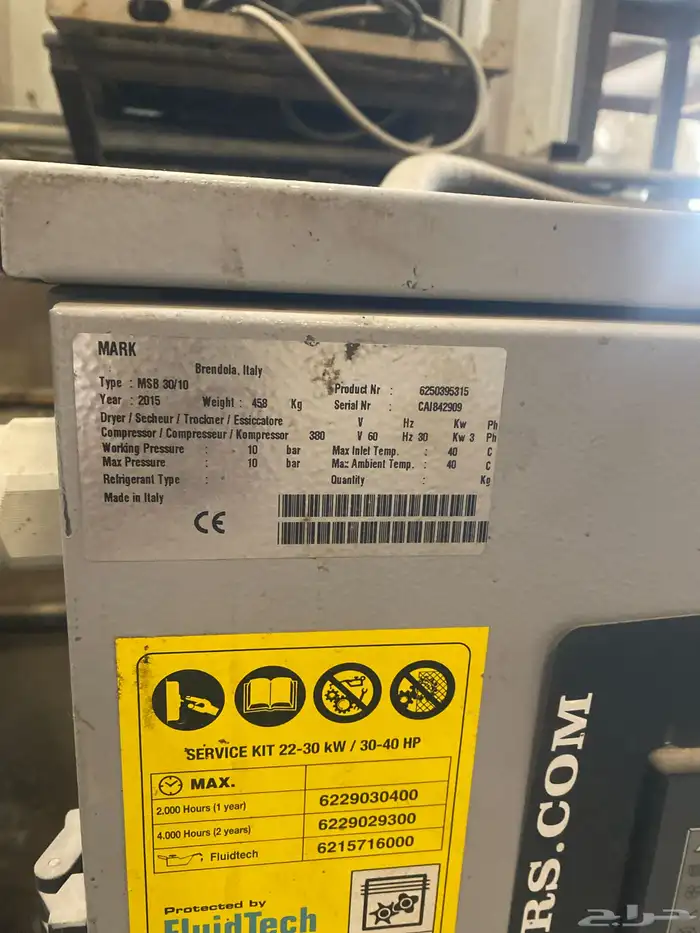 MARK
Brendola, Italy
Type : MSB 30/10 Product Nr : 6250395315
Year : 2015 Weight : 458 Kg Serial Nr : CAI842909
Dryer / Secheur / Trockner / Essiccatore V Hz Kw Ph
Compressor / Compresseur / Kompressor 380 V 60 Hz 30 Kw 3 Ph
Working Pressure : 10 bar Max Inlet Temp. : 40 C
Max Pressure : 10 bar Max Ambient Temp. : 40 C
Refrigerant Type : Quantity : Kg
Made in Italy
CE
SERVICE KIT 22-30 kW / 30-40 HP
MAX.
2.000 Hours (1 year) 6229030400
4.000 Hours (2 years) 6229029300
Fluidtech 6215716000
Protected by
FluidTech
RS.COM
حراج